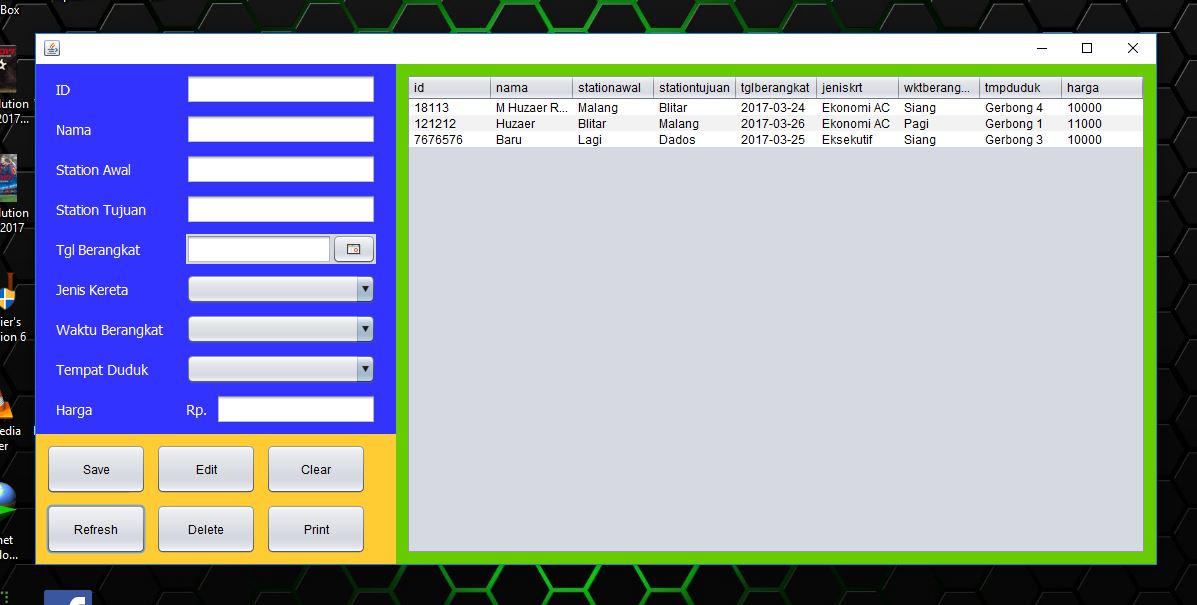 Box
lution
2017...
lution
2017
ier's
ion 6
edia
er
net
lo...
ID
Nama
Station Awal
Station Tujuan
Tgl Berangkat
Jenis Kereta
Waktu Berangkat
Tempat Duduk
Harga Rp.
Save Edit Clear
Refresh Delete Print
id nama stationawal stationtujuan tglberangkat jeniskrt wktberang... tmpduduk harga
18113 M Huzaer R... Malang Blitar 2017-03-24 Ekonomi AC Siang Gerbong 4 10000
121212 Huzaer Blitar Malang 2017-03-26 Ekonomi AC Pagi Gerbong 1 11000
7676576 Baru Lagi Dados 2017-03-25 Eksekutif Siang Gerbong 3 10000